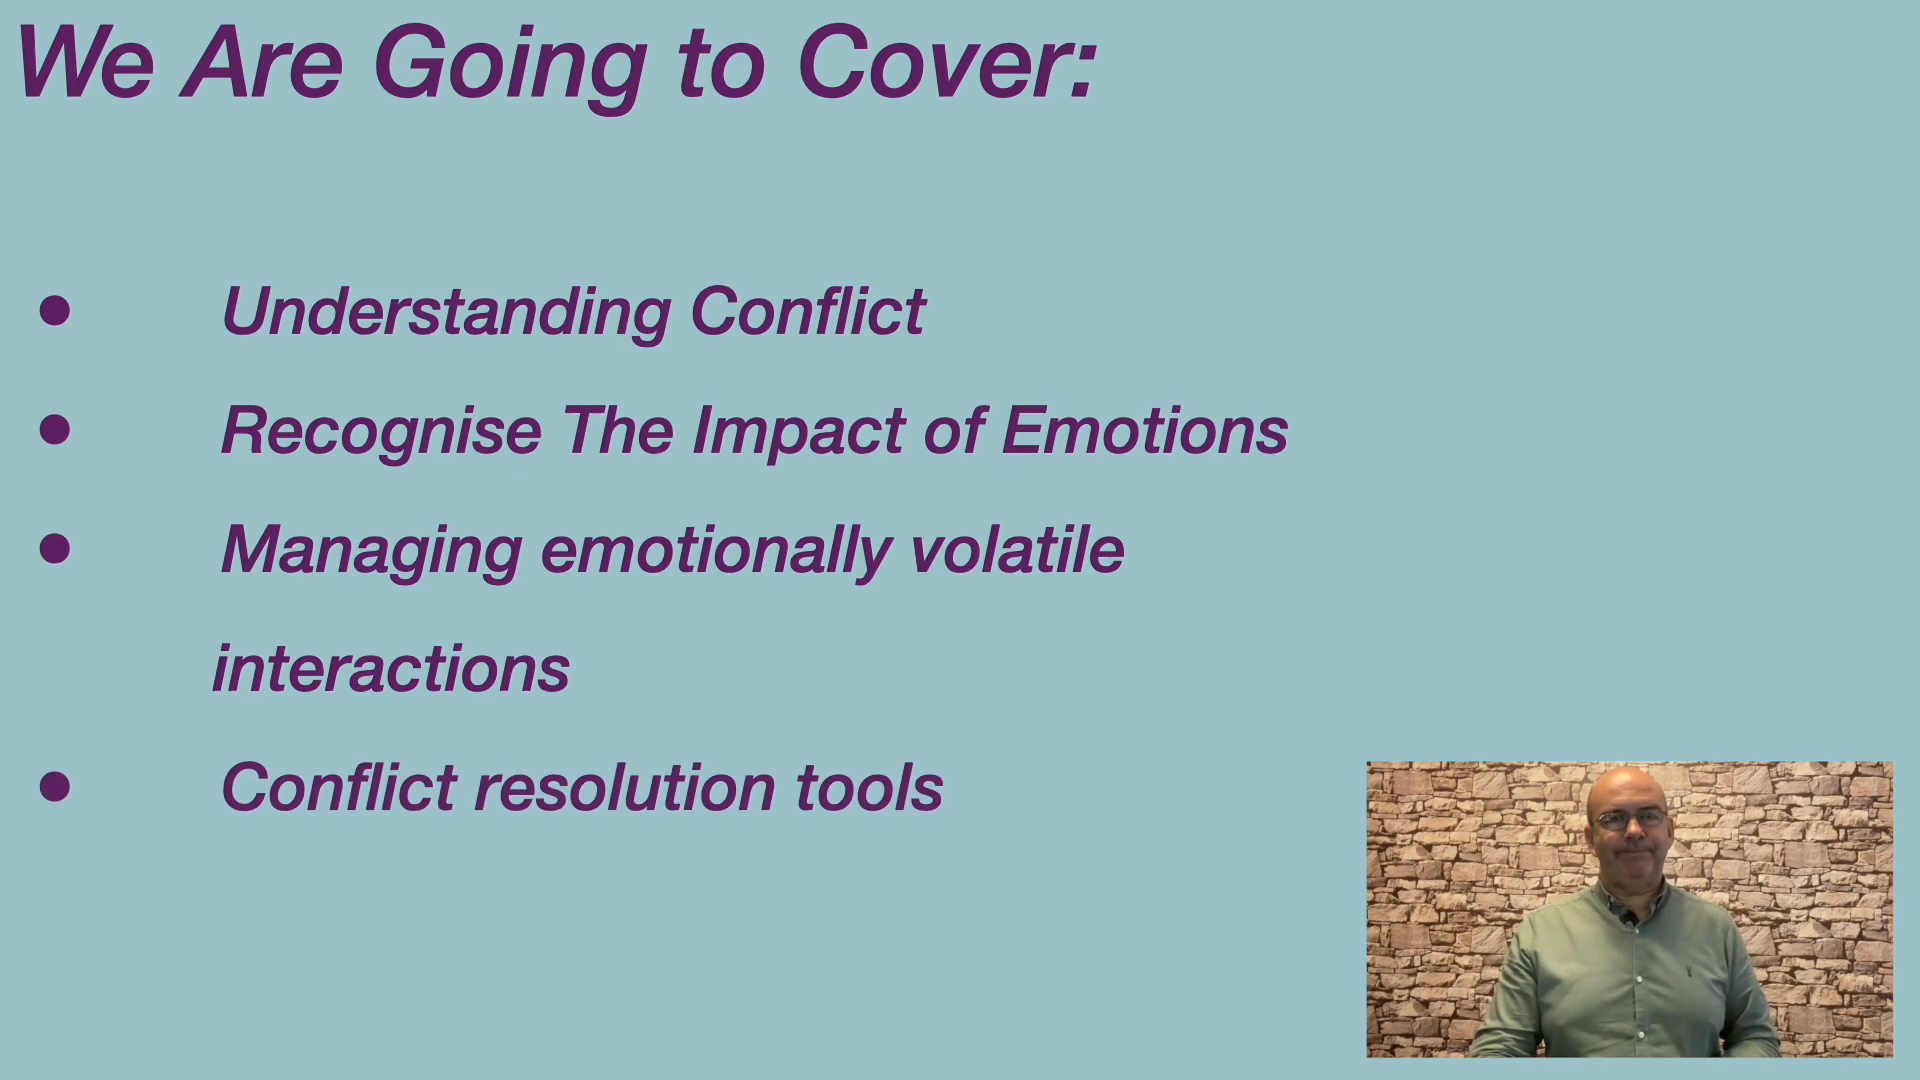 We Are Going to Cover:
● Understanding Conflict
● Recognise The Impact of Emotions
● Managing emotionally volatile
interactions
● Conflict resolution tools